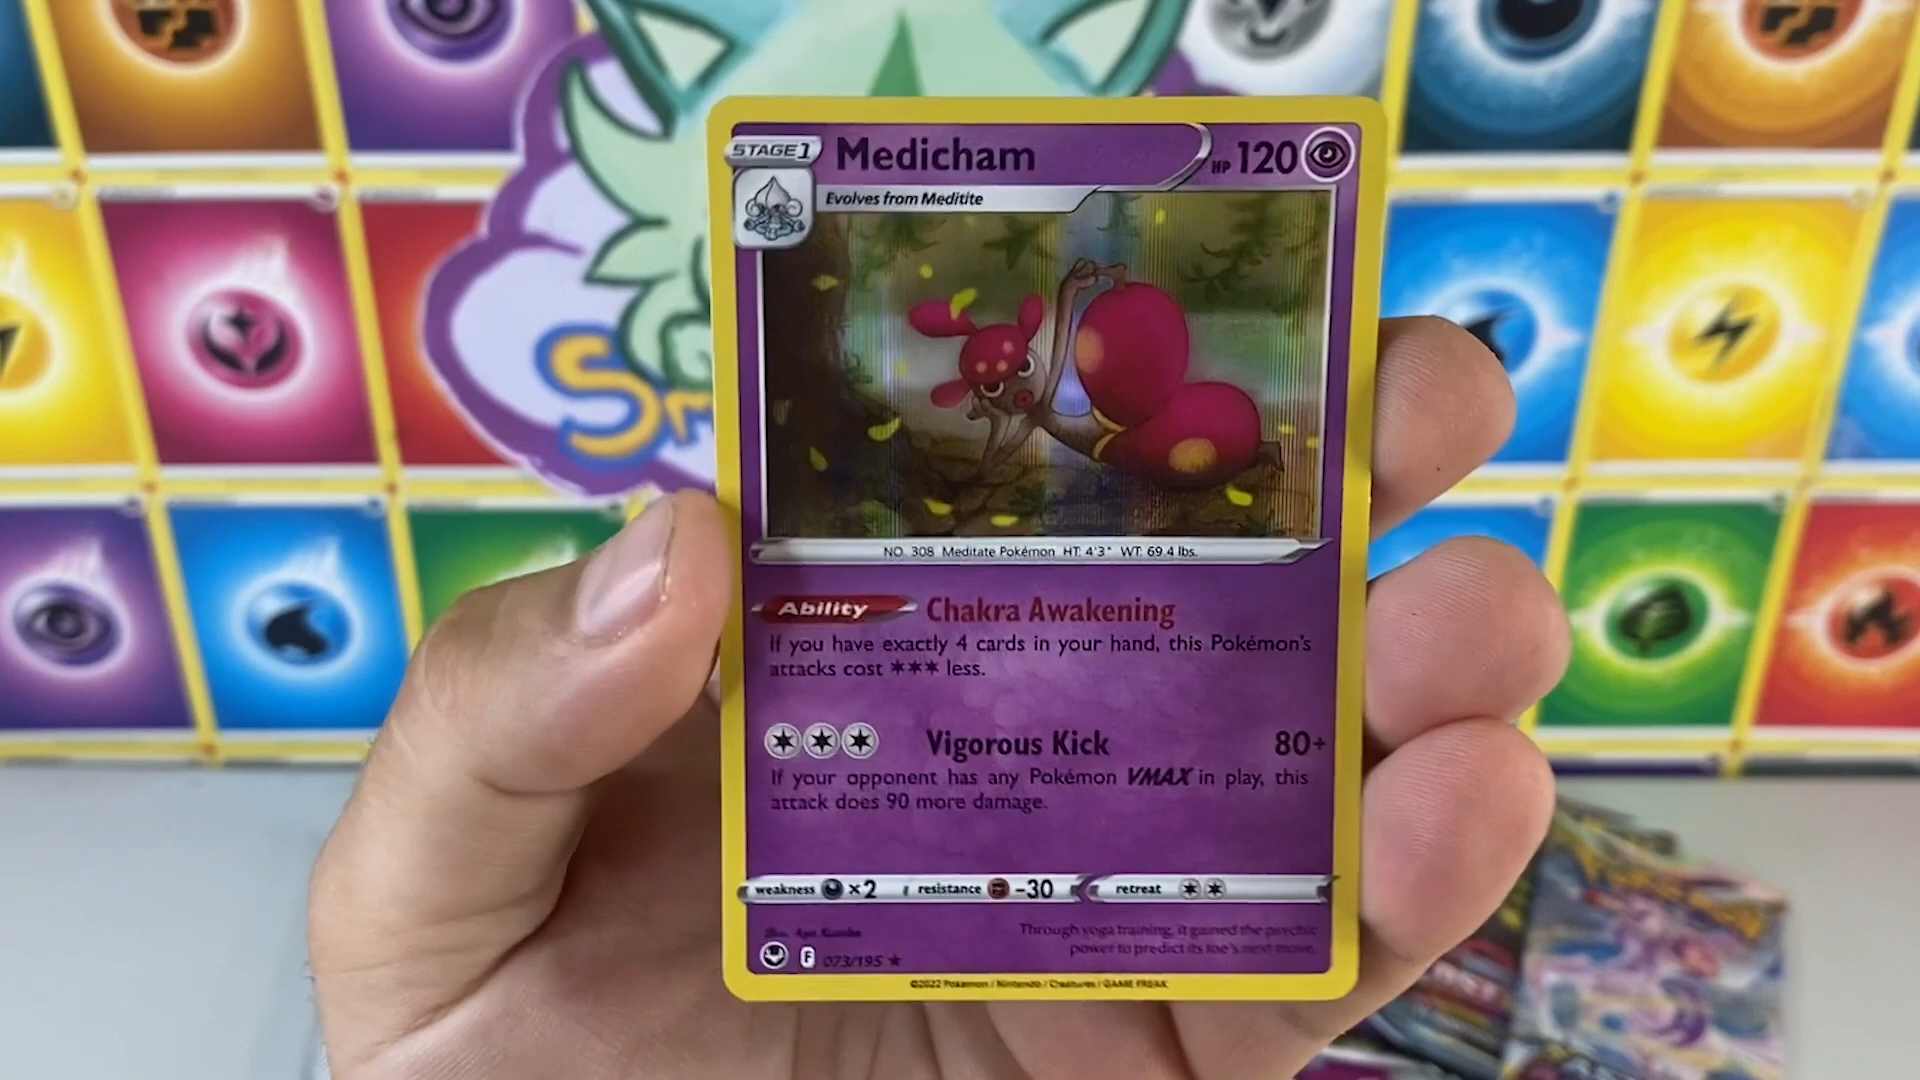 STAGE 1
Medicham
HP 120
Evolves from Meditite
Sm
NO. 308 Meditate Pokémon HT: 4'3" WT: 69.4 lbs.
Ability Chakra Awakening
If you have exactly 4 cards in your hand, this Pokémon's
attacks cost ✶✶✶ less.
Vigorous Kick 80+
If your opponent has any Pokémon VMAX in play, this
attack does 90 more damage.
weakness ×2 resistance -30 retreat
Illus. Aya Kusube
Through yoga training, it gained the psychic
power to predict its foe's next move.
F 073/195 ★
©2022 Pokémon / Nintendo / Creatures / GAME FREAK